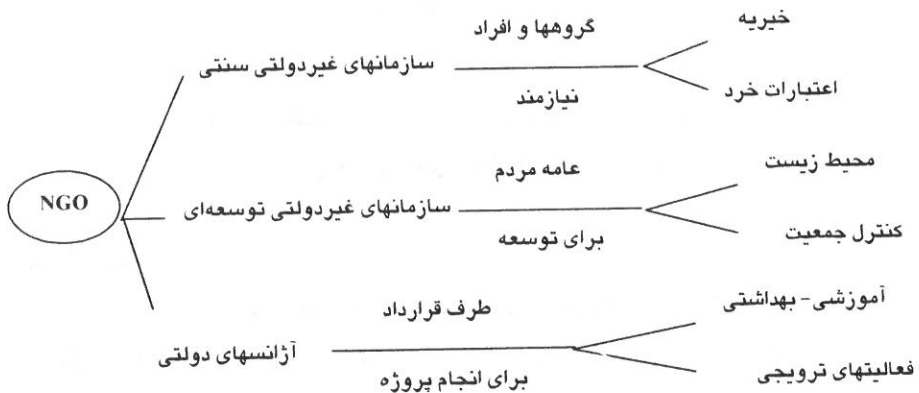 NGO
سازمانهای غیردولتی سنتی
گروهها و افراد
نیازمند
خیریه
اعتبارات خرد
سازمانهای غیردولتی توسعه‌ای
عامه مردم
برای توسعه
محیط زیست
کنترل جمعیت
آژانسهای دولتی
طرف قرارداد
برای انجام پروژه
آموزشی- بهداشتی
فعالیتهای ترویجی